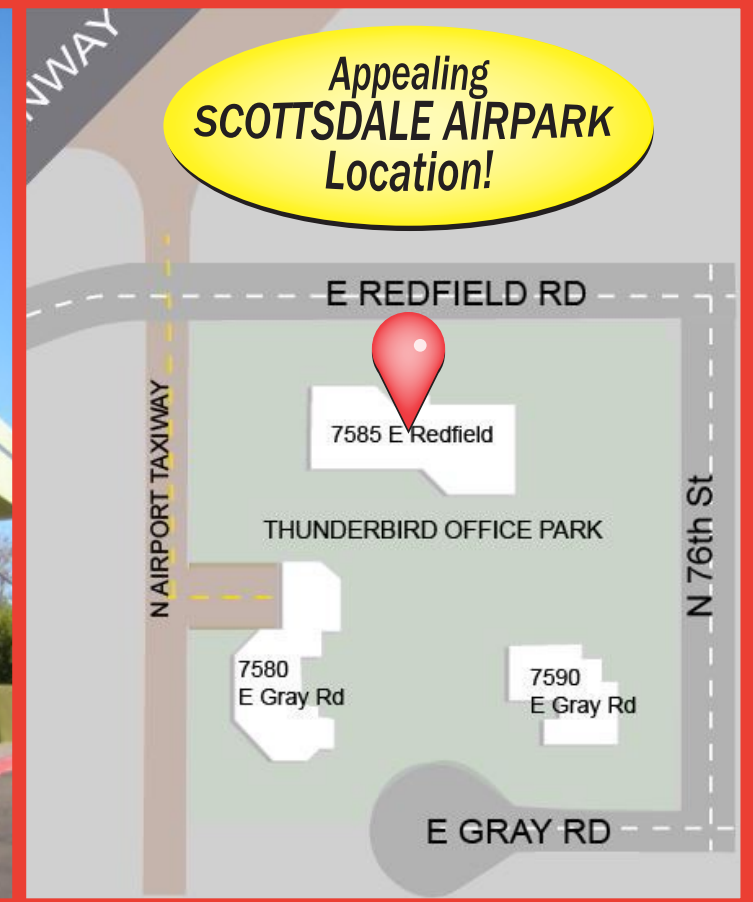 NWAY
Appealing
SCOTTSDALE AIRPARK
Location!
E REDFIELD RD
7585 E Redfield
N AIRPORT TAXIWAY
THUNDERBIRD OFFICE PARK
N 76th St
7580
E Gray Rd
7590
E Gray Rd
E GRAY RD